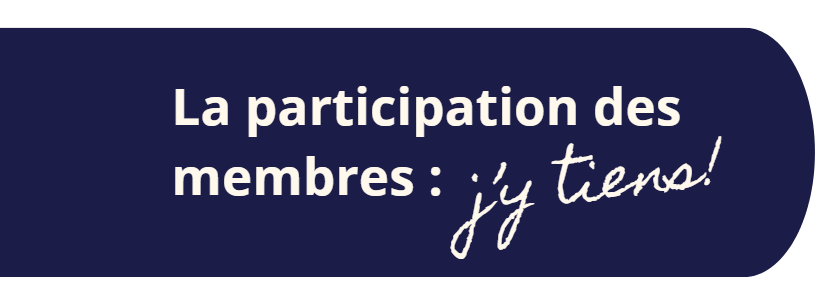 La participation des
membres : j'y tiens!